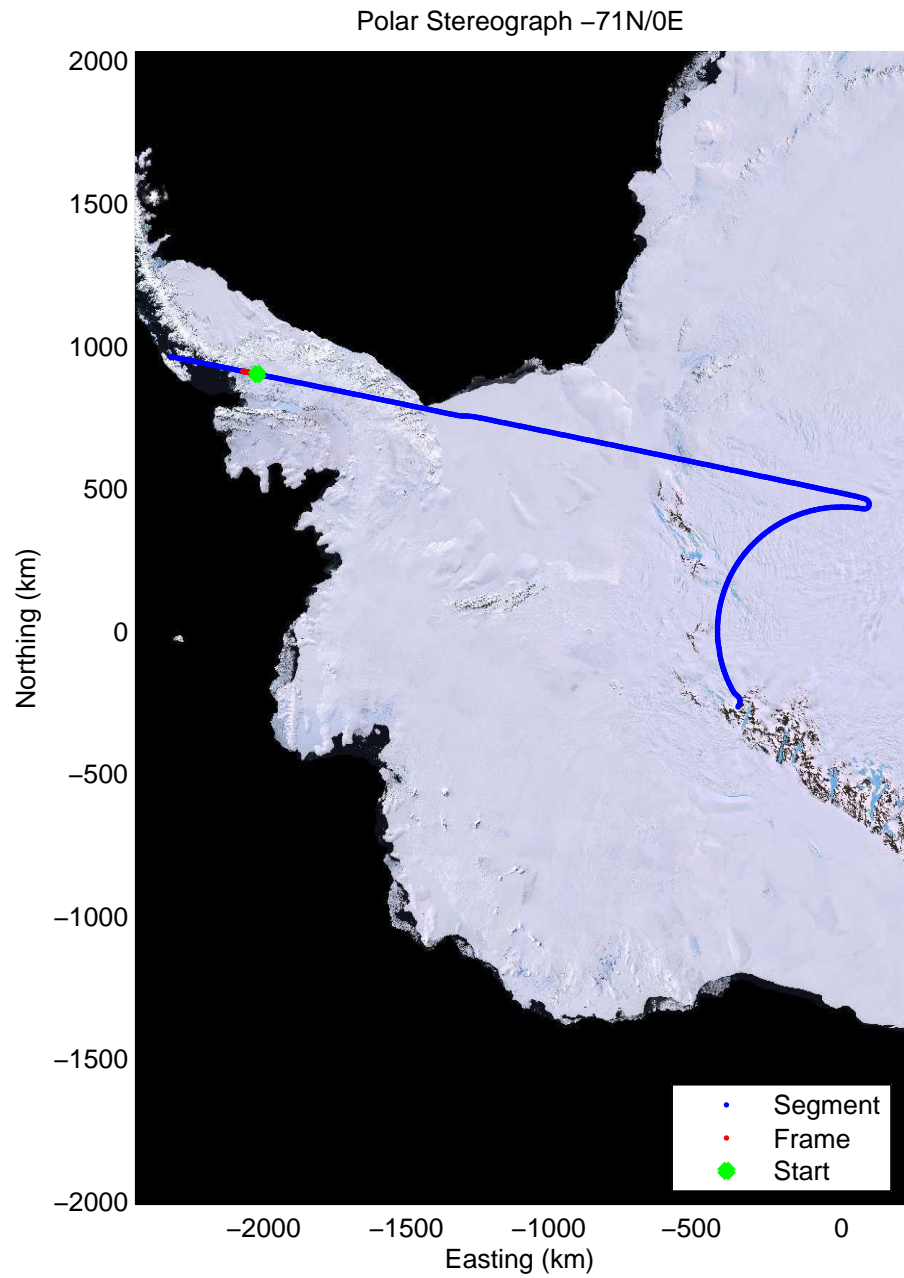 Polar Stereograph −71N/0E
2000
1500
1000
500
0
−500
−1000
−1500
−2000
Northing (km)
−2000 −1500 −1000 −500 0
Easting (km)
Segment
Frame
Start